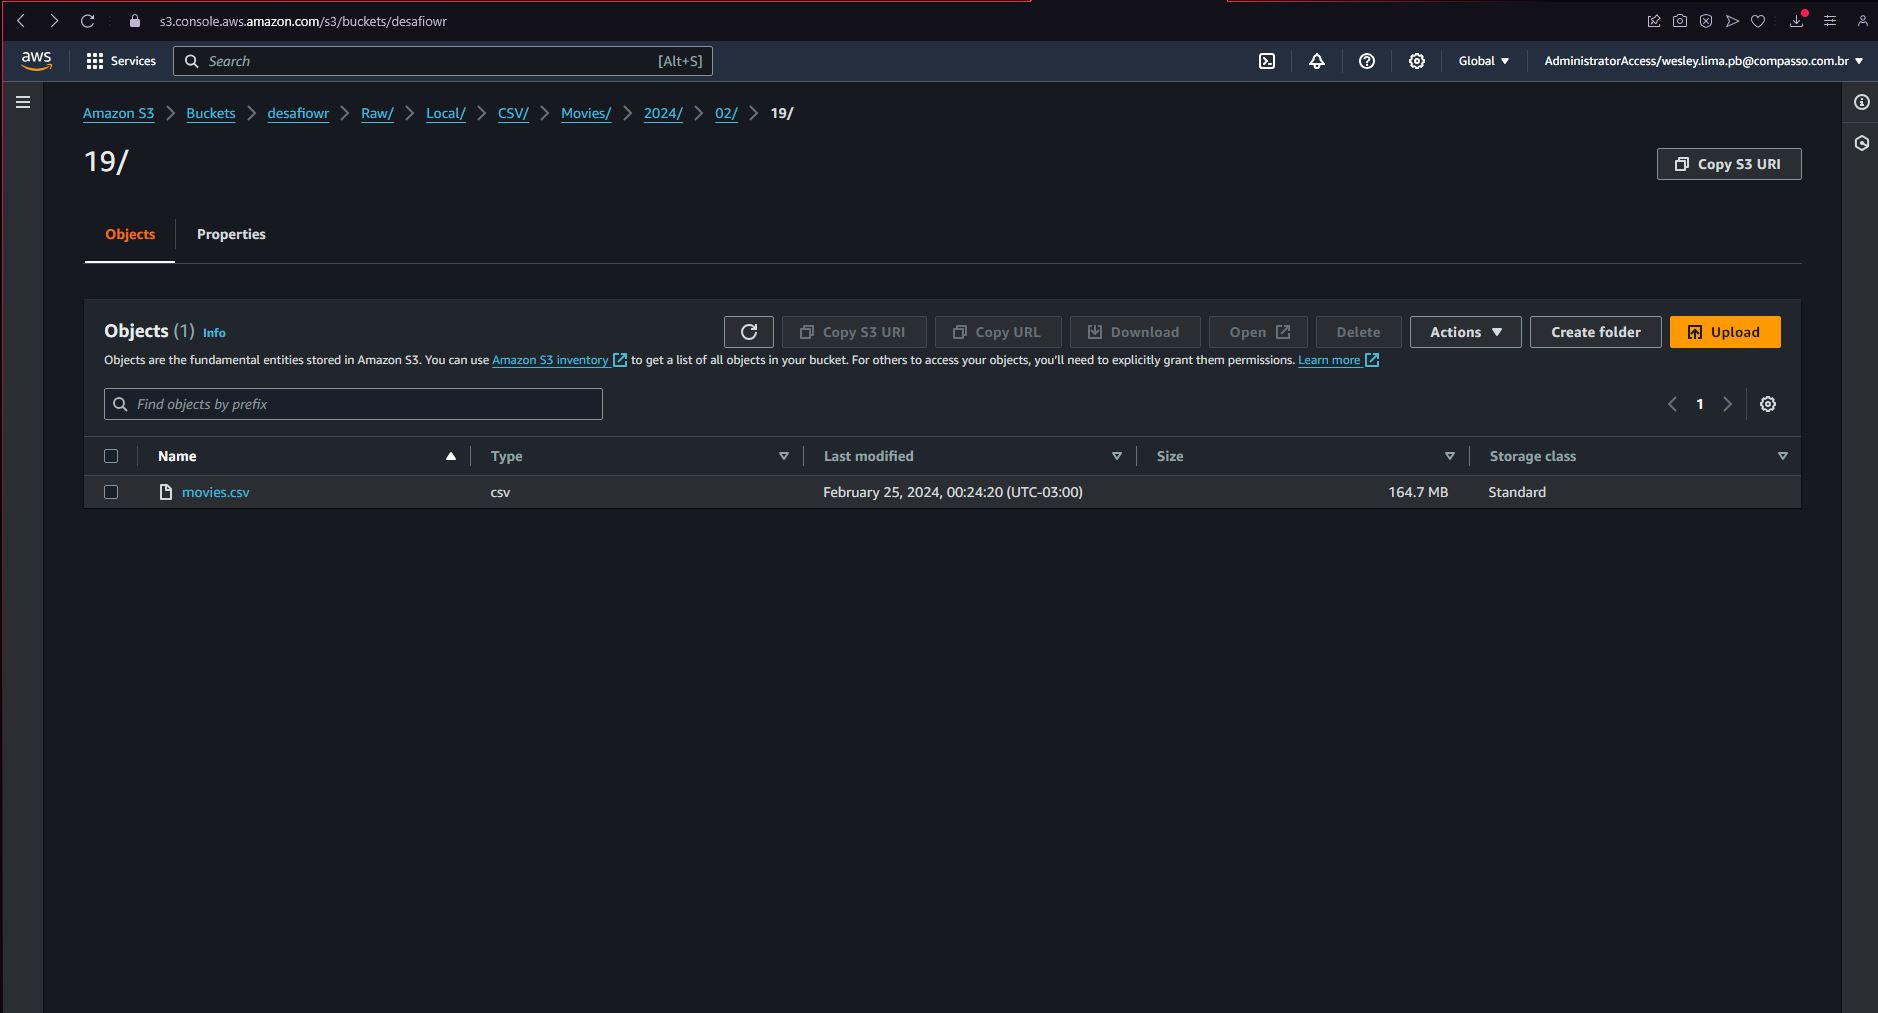 s3.console.aws.amazon.com/s3/buckets/desafiowr
aws Services Search [Alt+S] Global AdministratorAccess/wesley.lima.pb@compasso.com.br
Amazon S3 Buckets desafiowr Raw/ Local/ CSV/ Movies/ 2024/ 02/ 19/
19/
Copy S3 URI
Objects Properties
Objects (1) Info Copy S3 URI Copy URL Download Open Delete Actions Create folder Upload
Objects are the fundamental entities stored in Amazon S3. You can use Amazon S3 inventory to get a list of all objects in your bucket. For others to access your objects, you'll need to explicitly grant them permissions. Learn more
Find objects by prefix 1
Name Type Last modified Size Storage class
movies.csv csv February 25, 2024, 00:24:20 (UTC-03:00) 164.7 MB Standard